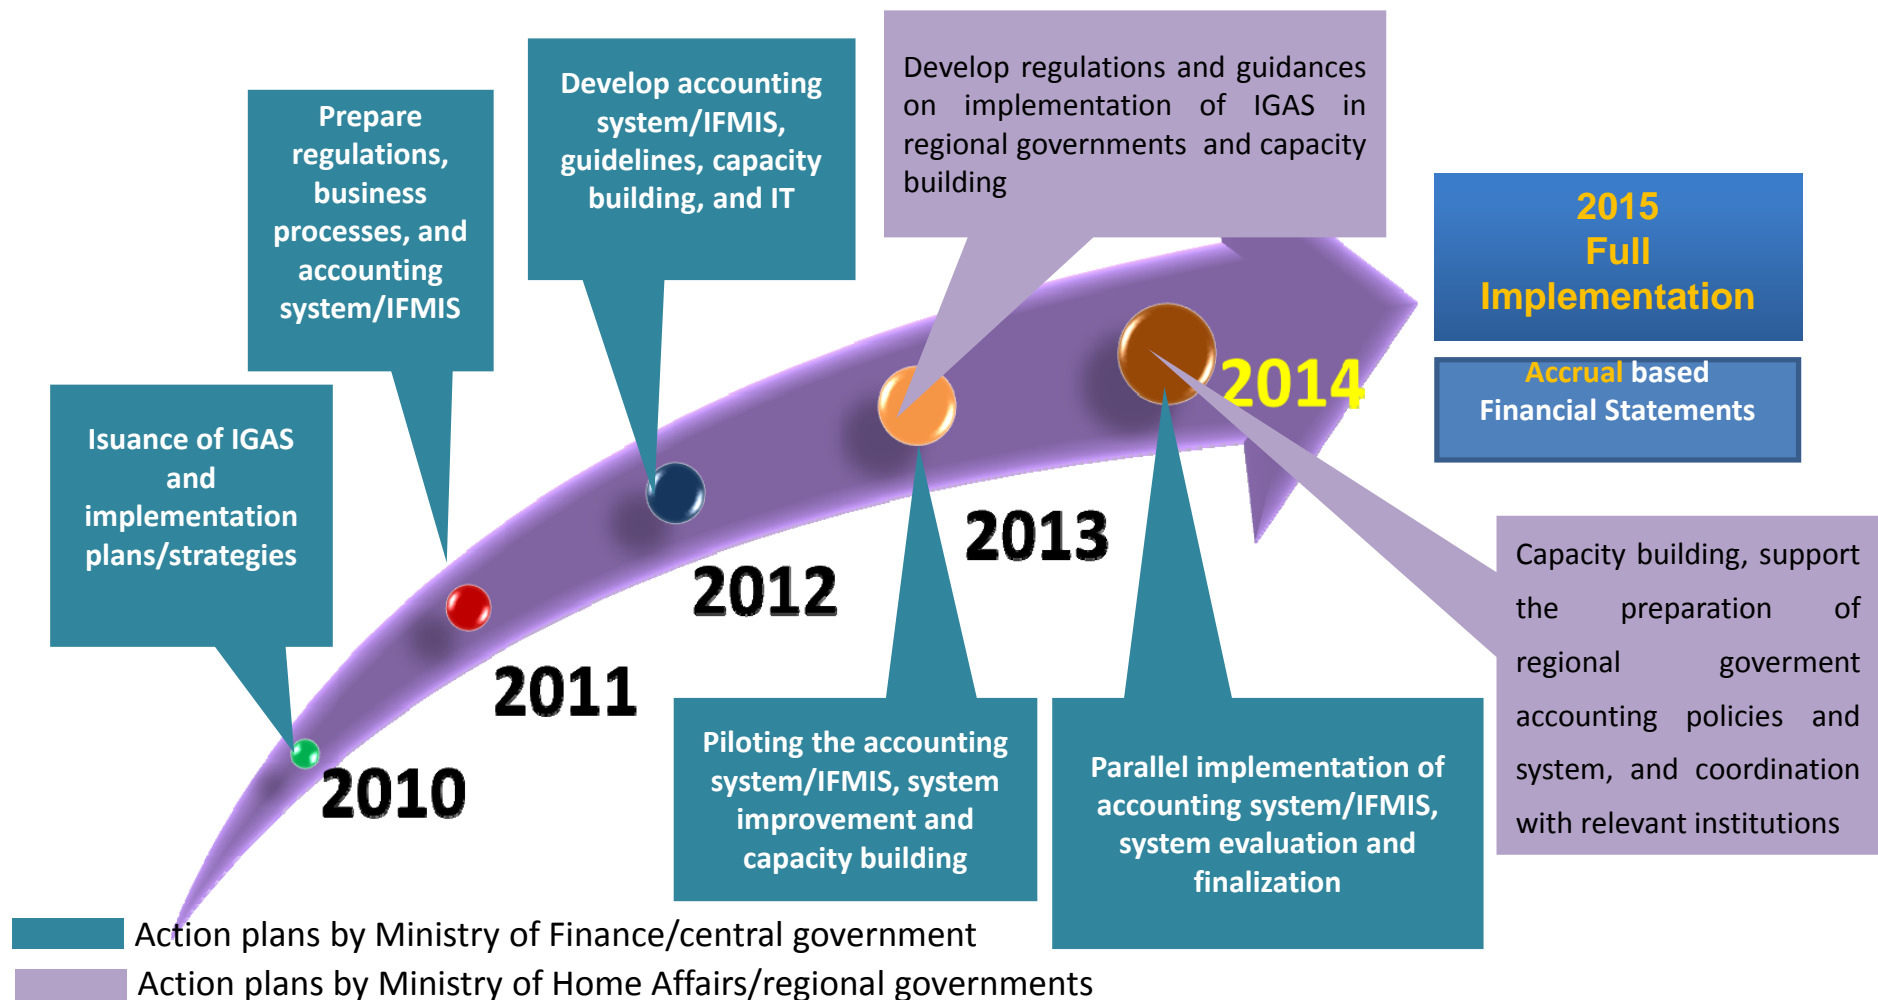 Isuance of IGAS
and
implementation
plans/strategies
2010
Prepare
regulations,
business
processes, and
accounting
system/IFMIS
2011
Develop accounting
system/IFMIS,
guidelines, capacity
building, and IT
2012
Develop regulations and guidances
on implementation of IGAS in
regional governments and capacity
building
2013
Piloting the accounting
system/IFMIS, system
improvement and
capacity building
2014
Parallel implementation of
accounting system/IFMIS,
system evaluation and
finalization
Capacity building, support
the preparation of
regional goverment
accounting policies and
system, and coordination
with relevant institutions
2015
Full
Implementation
Accrual based
Financial Statements
Action plans by Ministry of Finance/central government
Action plans by Ministry of Home Affairs/regional governments